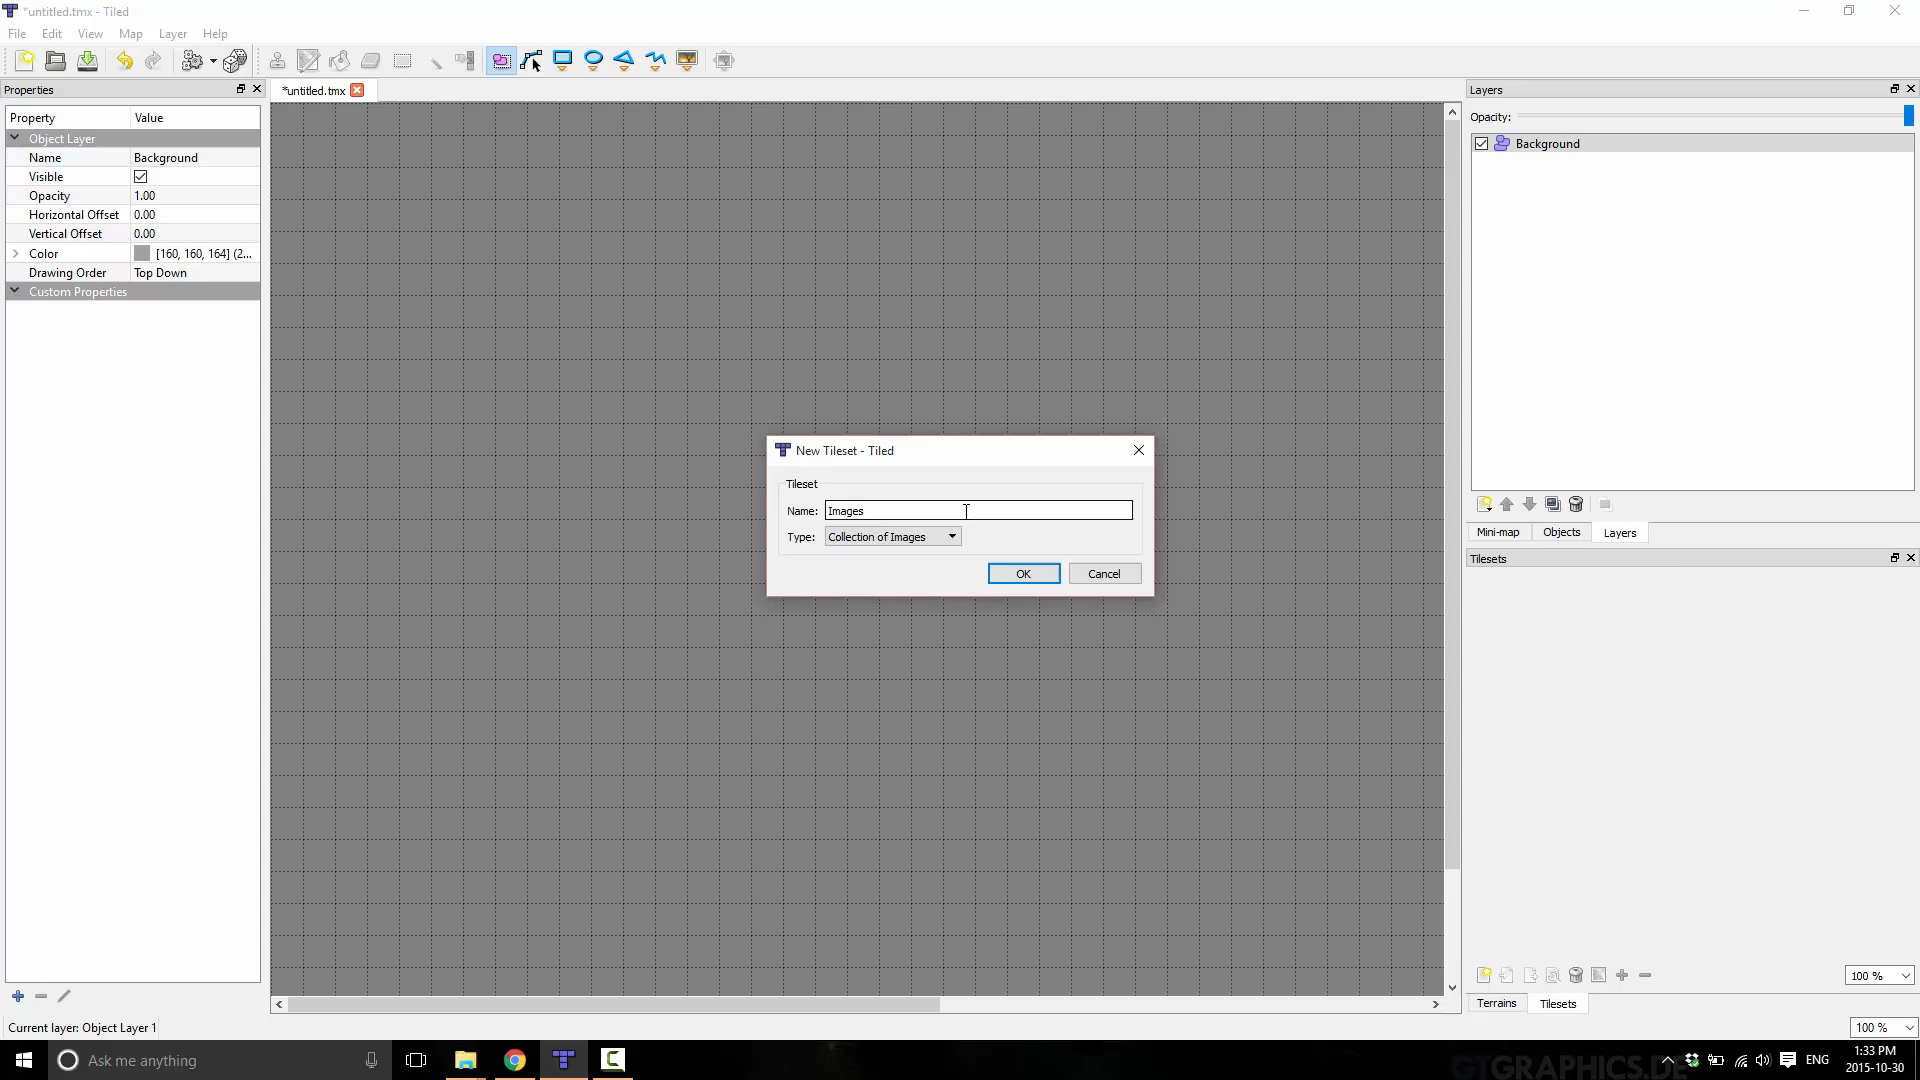 *untitled.tmx - Tiled
File Edit View Map Layer Help
Properties
Property Value
Object Layer
Name Background
Visible
Opacity 1.00
Horizontal Offset 0.00
Vertical Offset 0.00
Color [160, 160, 164] (2...
Drawing Order Top Down
Custom Properties
*untitled.tmx
New Tileset - Tiled
Tileset
Name: Images
Type: Collection of Images
OK Cancel
Layers
Opacity:
Background
Mini-map Objects Layers
Tilesets
100 %
Terrains Tilesets
Current layer: Object Layer 1
100 %
Ask me anything
GTGRAPHICS.DE
ENG
1:33 PM
2015-10-30